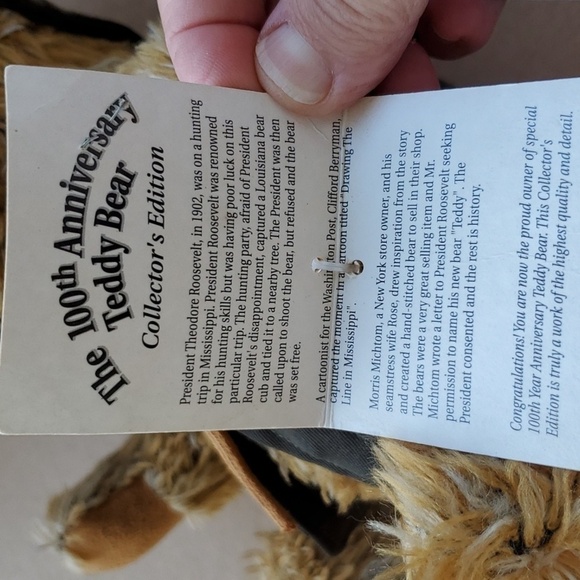 The 100th Anniversary
Teddy Bear
Collector's Edition
President Theodore Roosevelt, in 1902, was on a hunting
trip in Mississippi. President Roosevelt was renowned
for his hunting skills but was having poor luck on this
particular trip. The hunting party, afraid of President
Roosevelt's disappointment, captured a Louisiana bear
cub and tied it to a nearby tree. The President was then
called upon to shoot the bear, but refused and the bear
was set free.
A cartoonist for the Washington Post, Clifford Berryman,
captured the moment in a cartoon titled "Drawing The
Line in Mississippi".
Morris Michtom, a New York store owner, and his
seamstress wife Rose, drew inspiration from the story
and created a hand-stitched bear to sell in their shop.
The bears were a very great selling item and Mr.
Michtom wrote a letter to President Roosevelt seeking
permission to name his new bear "Teddy". The
President consented and the rest is history.
Congratulations! You are now the proud owner of special
100th Year Anniversary Teddy Bear. This Collector's
Edition is truly a work of the highest quality and detail.